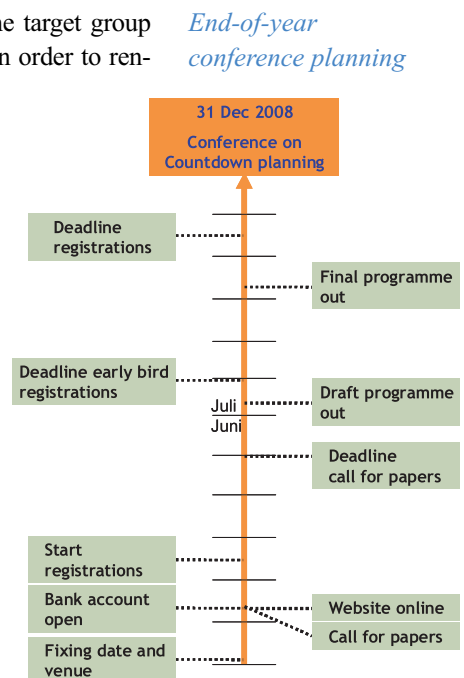 ne target group
n order to ren-
End-of-year
conference planning
31 Dec 2008
Conference on
Countdown planning
Deadline
registrations
Final programme
out
Deadline early bird
registrations
Juli
Juni
Draft programme
out
Deadline
call for papers
Start
registrations
Bank account
open
Website online
Call for papers
Fixing date and
venue